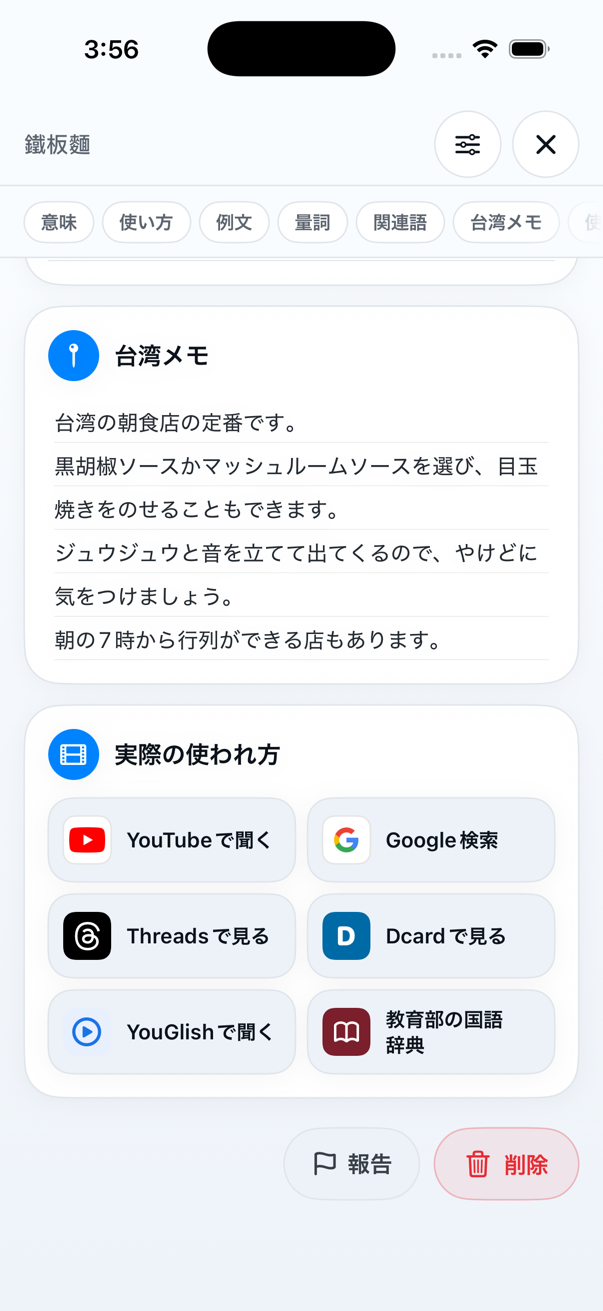 3:56
鐵板麵
意味
使い方
例文
量詞
関連語
台湾メモ
使
台湾メモ
台湾の朝食店の定番です。
黒胡椒ソースかマッシュルームソースを選び、目玉
焼きをのせることもできます。
ジュウジュウと音を立てて出てくるので、やけどに
気をつけましょう。
朝の7時から行列ができる店もあります。
実際の使われ方
YouTubeで聞く
Google検索
Threadsで見る
D
Dcardで見る
YouGlishで聞く
教育部の国語
辞典
報告
削除